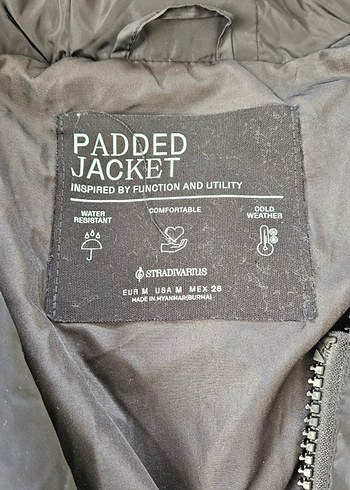 PADDED
JACKET
INSPIRED BY FUNCTION AND UTILITY
WATER RESISTANT
COMFORTABLE
COLD WEATHER
STRADIVARIUS
EUR M USA M MEX 26
MADE IN MYANMAR(BURMA)